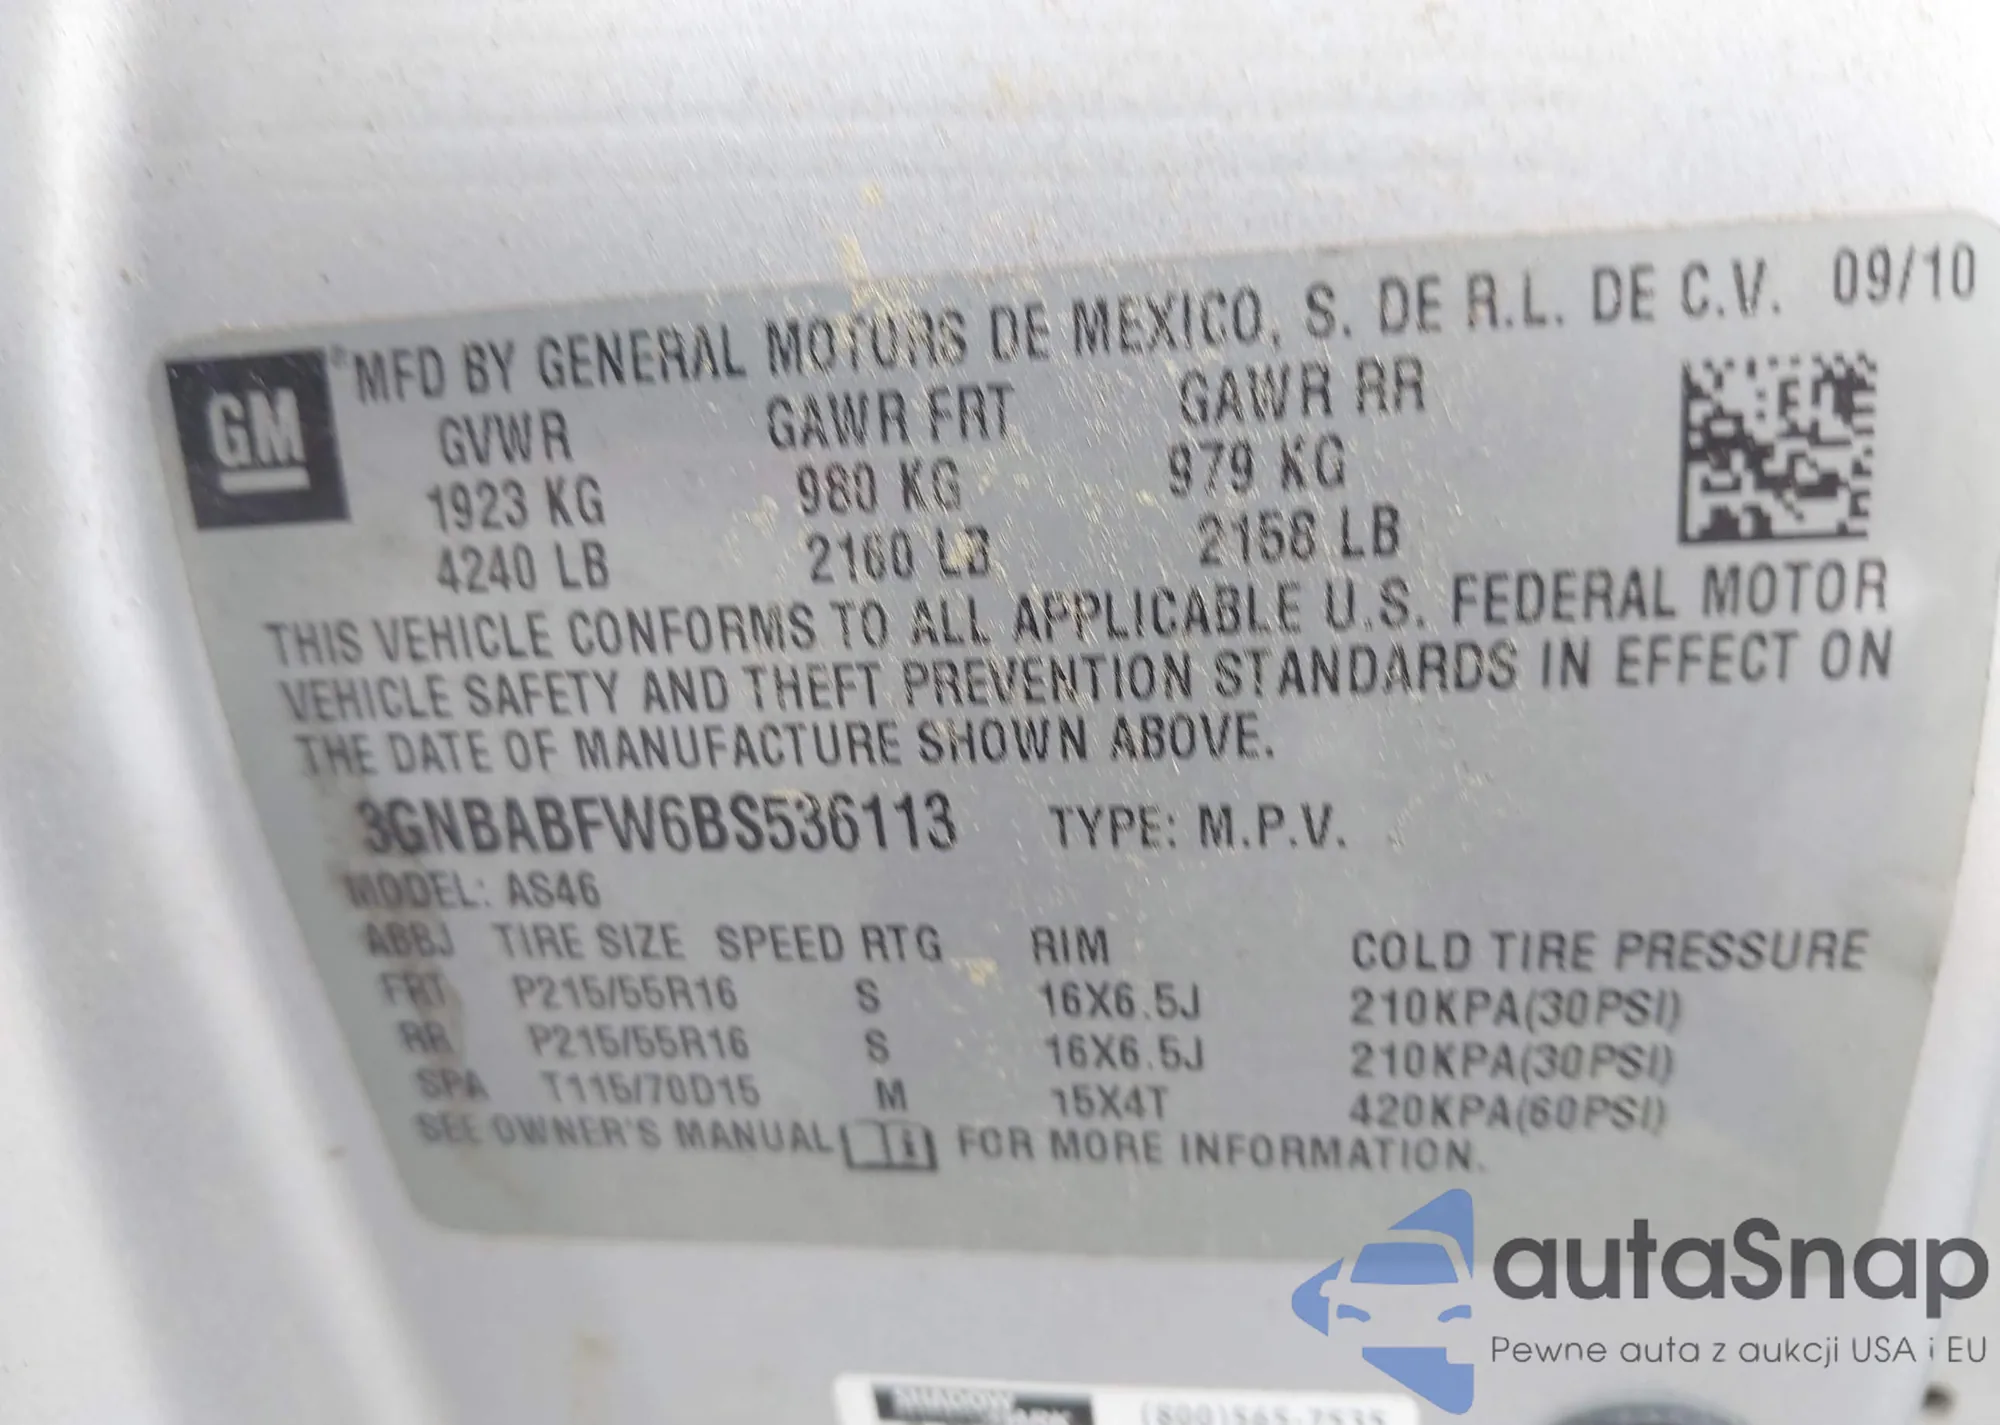 MFD BY GENERAL MOTORS DE MEXICO, S. DE R.L. DE C.V. 09/10
GM
GVWR GAWR FRT GAWR RR
1923 KG 980 KG 979 KG
4240 LB 2160 LB 2158 LB
THIS VEHICLE CONFORMS TO ALL APPLICABLE U.S. FEDERAL MOTOR
VEHICLE SAFETY AND THEFT PREVENTION STANDARDS IN EFFECT ON
THE DATE OF MANUFACTURE SHOWN ABOVE.
3GNBABFW6BS536113 TYPE: M.P.V.
MODEL: AS46
ABBJ TIRE SIZE SPEED RTG RIM COLD TIRE PRESSURE
FRT P215/55R16 S 16X6.5J 210KPA(30PSI)
RR P215/55R16 S 16X6.5J 210KPA(30PSI)
SPA T115/70D15 M 15X4T 420KPA(60PSI)
SEE OWNER'S MANUAL FOR MORE INFORMATION.
autaSnap
Pewne auta z aukcji USA i EU
SHADOW
(800)565-7535